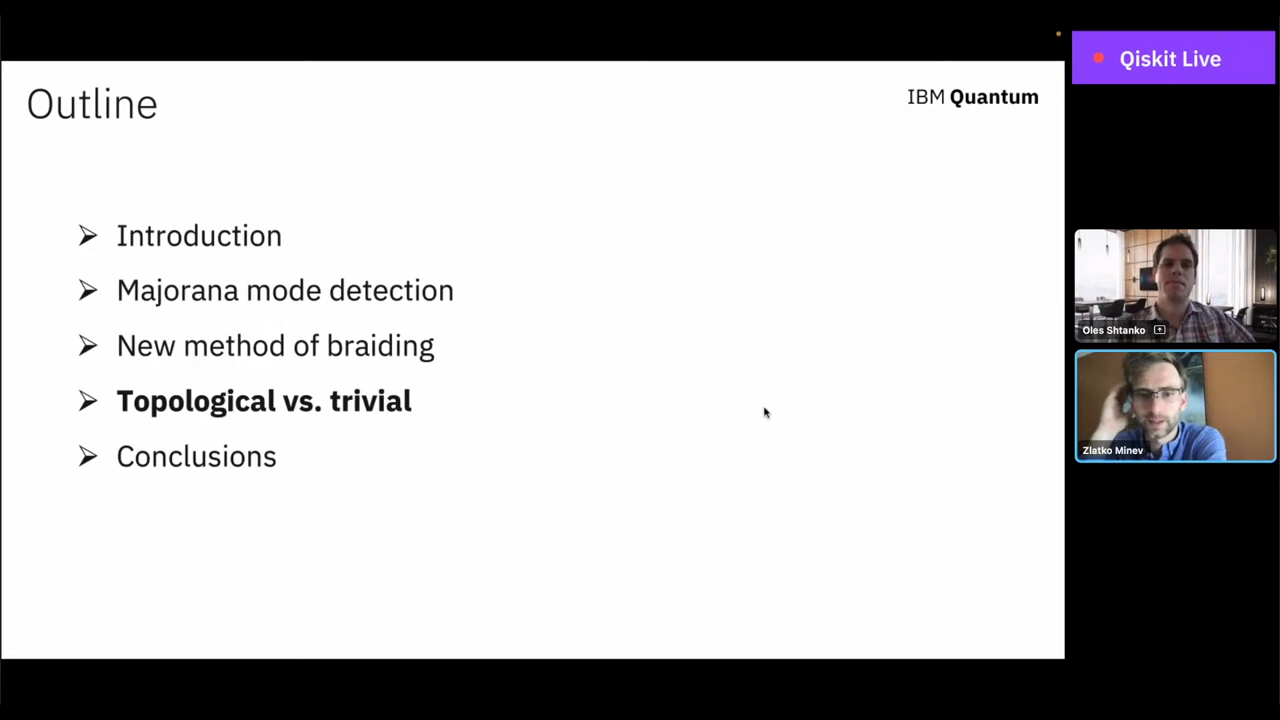 Outline
IBM Quantum
Qiskit Live
➢ Introduction
➢ Majorana mode detection
➢ New method of braiding
➢ Topological vs. trivial
➢ Conclusions
Oles Shtanko
Zlatko Minev